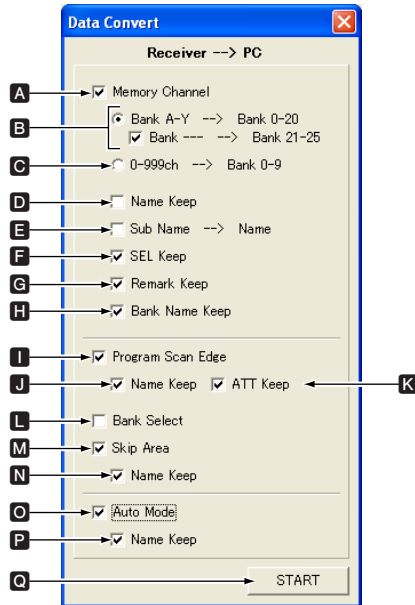 Data Convert
Receiver --> PC
A Memory Channel
B Bank A-Y --> Bank 0-20
Bank --- --> Bank 21-25
C 0-999ch --> Bank 0-9
D Name Keep
E Sub Name --> Name
F SEL Keep
G Remark Keep
H Bank Name Keep
I Program Scan Edge
J Name Keep ATT Keep K
L Bank Select
M Skip Area
N Name Keep
O Auto Mode
P Name Keep
Q START